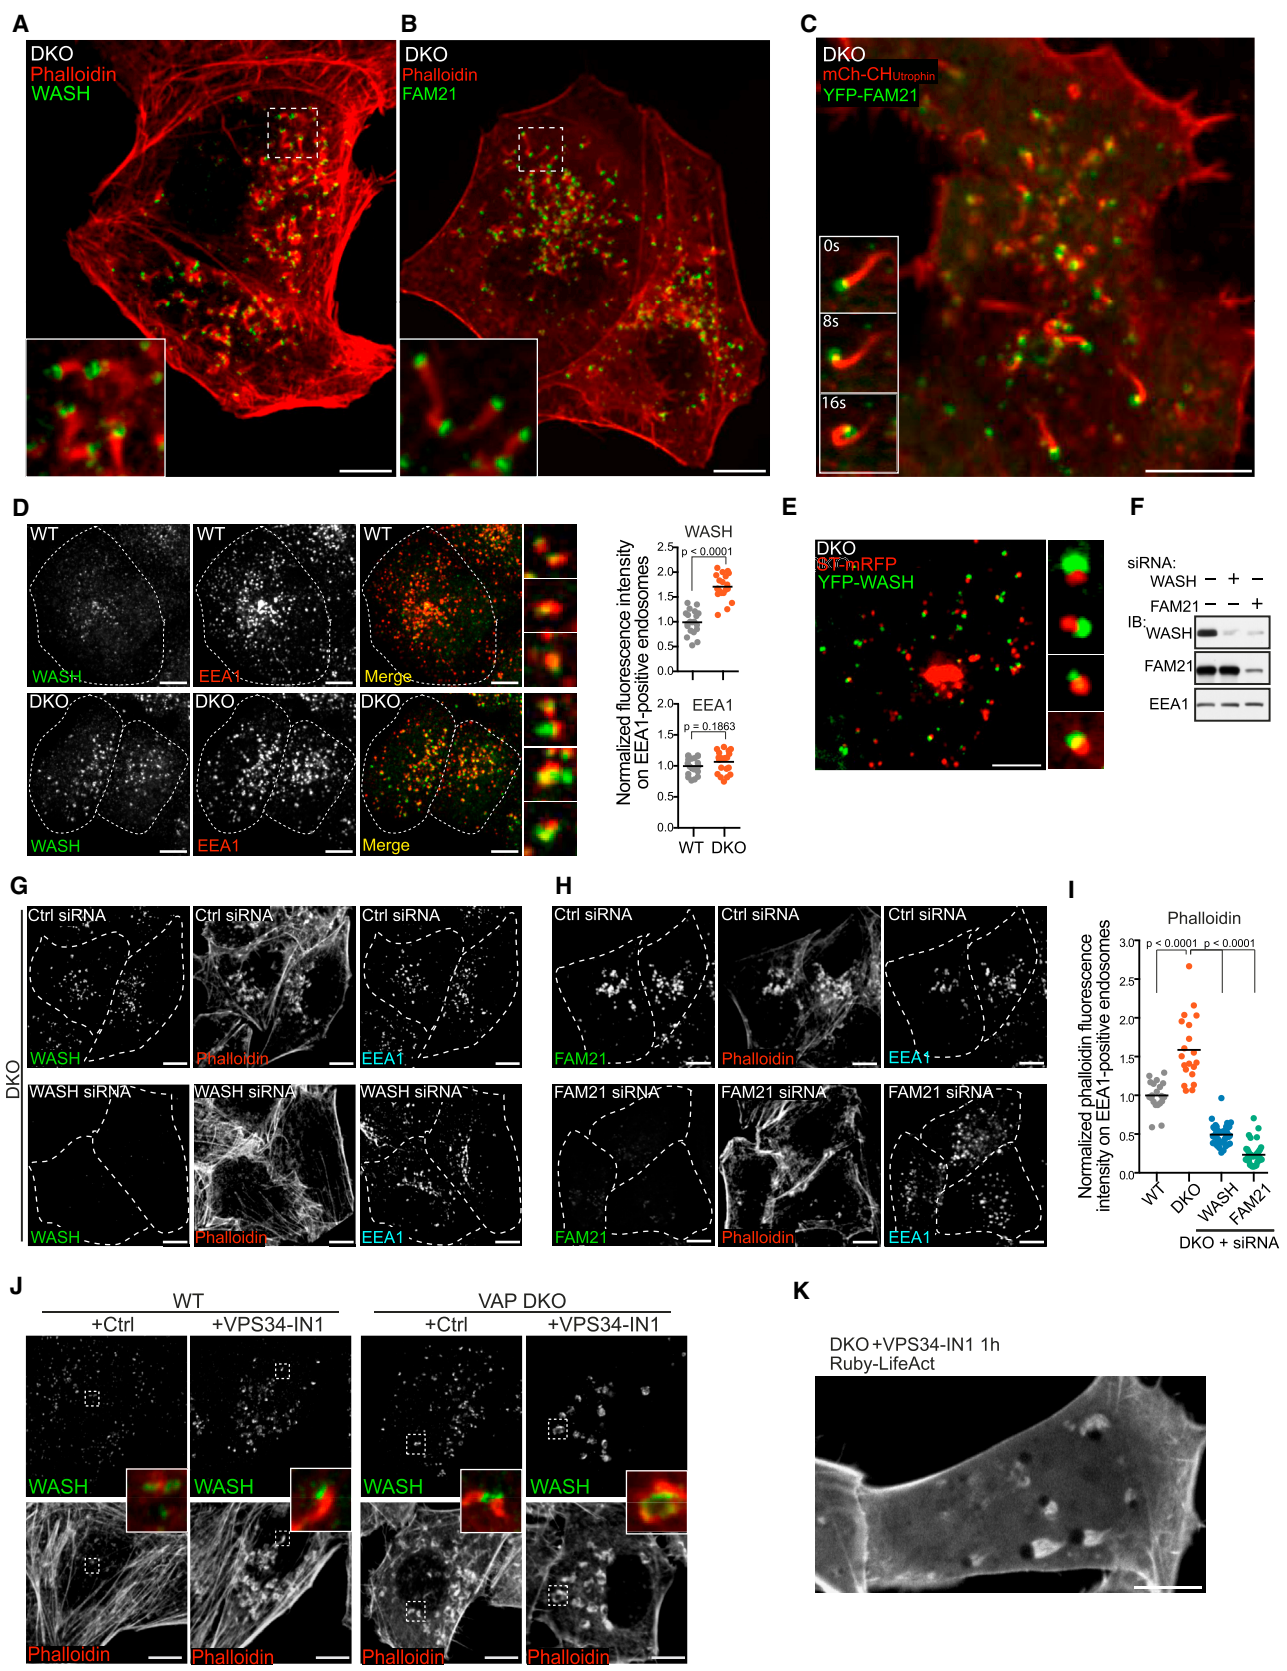 A
DKO
Phalloidin
WASH
B
DKO
Phalloidin
FAM21
C
DKO
mCh-CHUtrophin
YFP-FAM21
0s
8s
16s
D
WT
WASH
WT
EEA1
WT
Merge
DKO
WASH
DKO
EEA1
DKO
Merge
Normalized fluorescence intensity
on EEA1-positive endosomes
WASH
p < 0.0001
2.5
2.0
1.5
1.0
0.5
0.0
EEA1
p = 0.1863
2.0
1.5
1.0
0.5
0.0
WT DKO
E
DKO
YFP-WASH
F
siRNA:
WASH − + −
FAM21 − − +
IB:
WASH
FAM21
EEA1
G
DKO
Ctrl siRNA
WASH
Ctrl siRNA
Phalloidin
Ctrl siRNA
EEA1
WASH siRNA
WASH
WASH siRNA
Phalloidin
WASH siRNA
EEA1
H
Ctrl siRNA
FAM21
Ctrl siRNA
Phalloidin
Ctrl siRNA
EEA1
FAM21 siRNA
FAM21
FAM21 siRNA
Phalloidin
FAM21 siRNA
EEA1
I
Phalloidin
Normalized phalloidin fluorescence
intensity on EEA1-positive endosomes
p < 0.0001
p < 0.0001
3.0
2.5
2.0
1.5
1.0
0.5
0.0
WT
DKO
WASH
FAM21
DKO + siRNA
J
WT
VAP DKO
+Ctrl
+VPS34-IN1
+Ctrl
+VPS34-IN1
WASH
WASH
WASH
WASH
Phalloidin
Phalloidin
Phalloidin
Phalloidin
K
DKO +VPS34-IN1 1h
Ruby-LifeAct